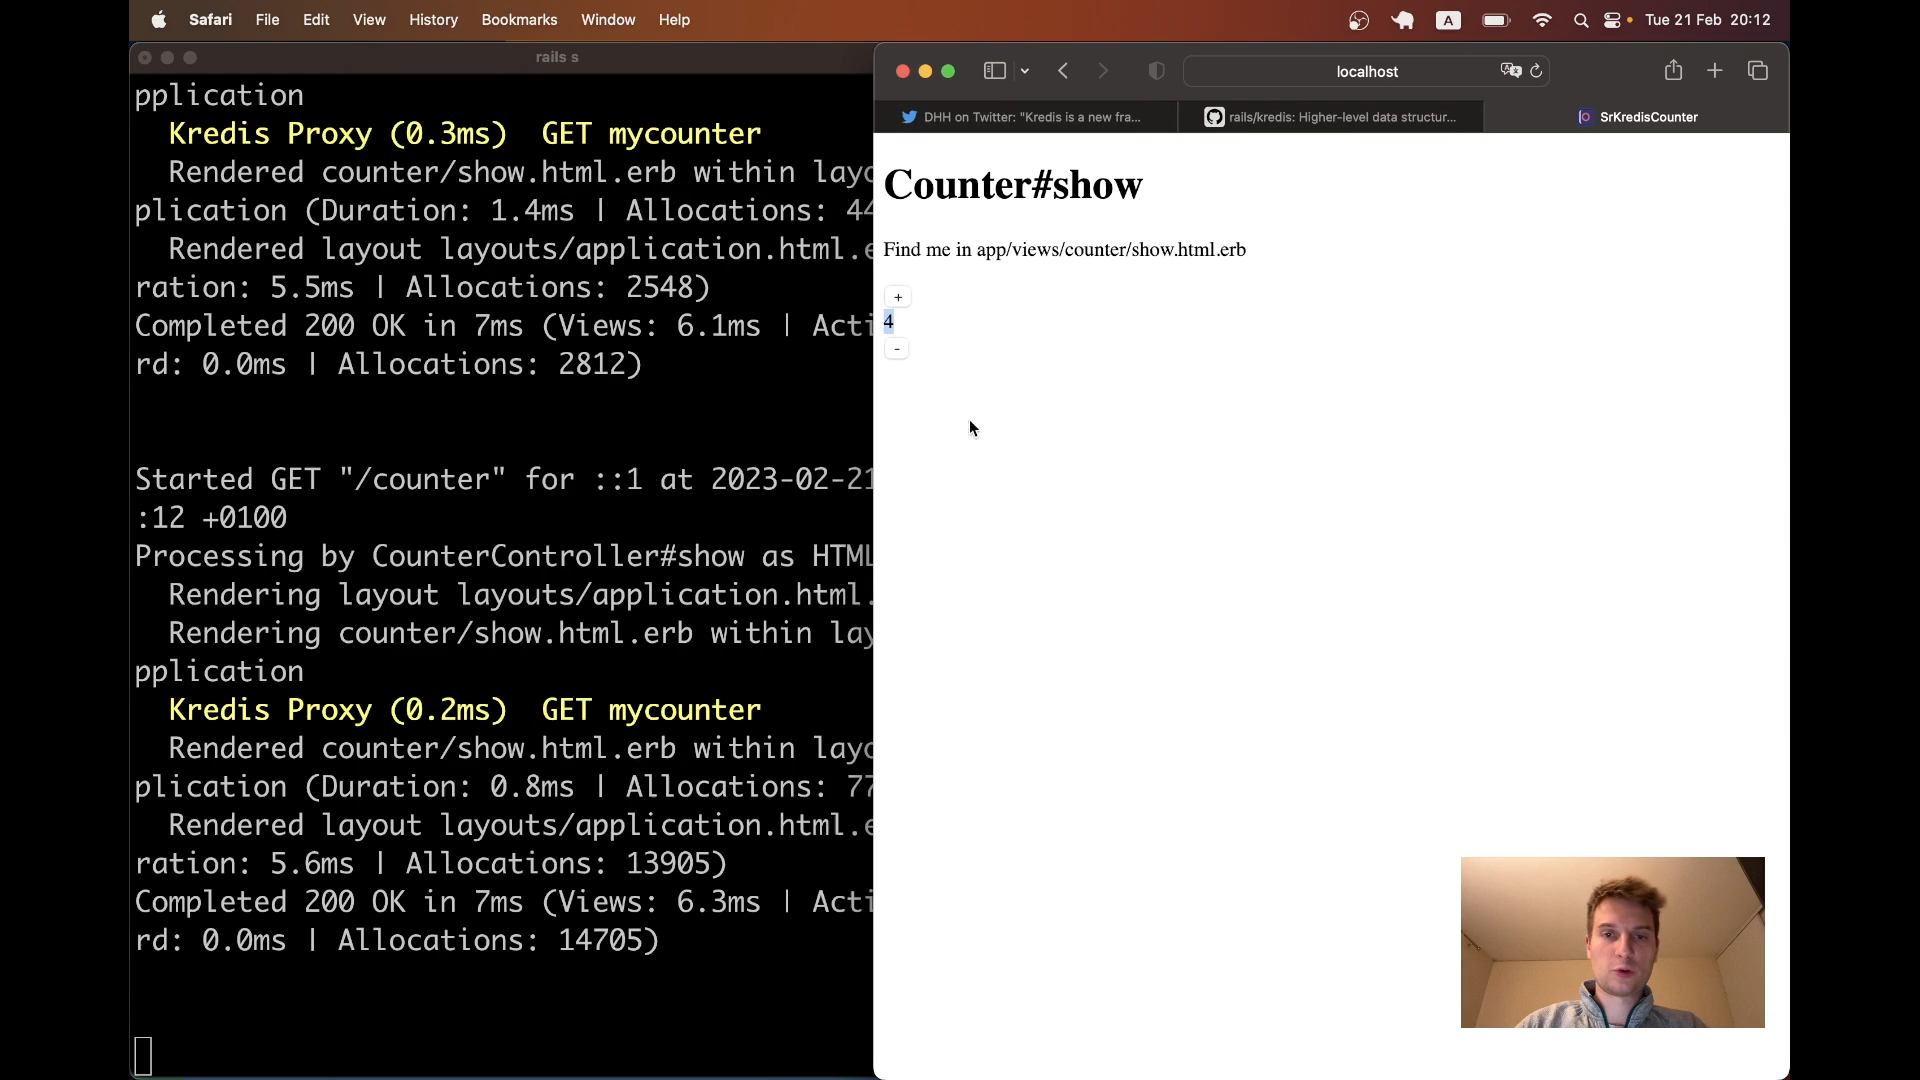 Safari File Edit View History Bookmarks Window Help
A
Tue 21 Feb 20:12
rails s
pplication
Kredis Proxy (0.3ms) GET mycounter
Rendered counter/show.html.erb within layo
plication (Duration: 1.4ms | Allocations: 44
Rendered layout layouts/application.html.e
ration: 5.5ms | Allocations: 2548)
Completed 200 OK in 7ms (Views: 6.1ms | Acti
rd: 0.0ms | Allocations: 2812)
Started GET "/counter" for ::1 at 2023-02-21
:12 +0100
Processing by CounterController#show as HTML
Rendering layout layouts/application.html.
Rendering counter/show.html.erb within lay
pplication
Kredis Proxy (0.2ms) GET mycounter
Rendered counter/show.html.erb within layo
plication (Duration: 0.8ms | Allocations: 77
Rendered layout layouts/application.html.e
ration: 5.6ms | Allocations: 13905)
Completed 200 OK in 7ms (Views: 6.3ms | Acti
rd: 0.0ms | Allocations: 14705)
localhost
DHH on Twitter: "Kredis is a new fra...
rails/kredis: Higher-level data structur...
SrKredisCounter
Counter#show
Find me in app/views/counter/show.html.erb
+
4
-